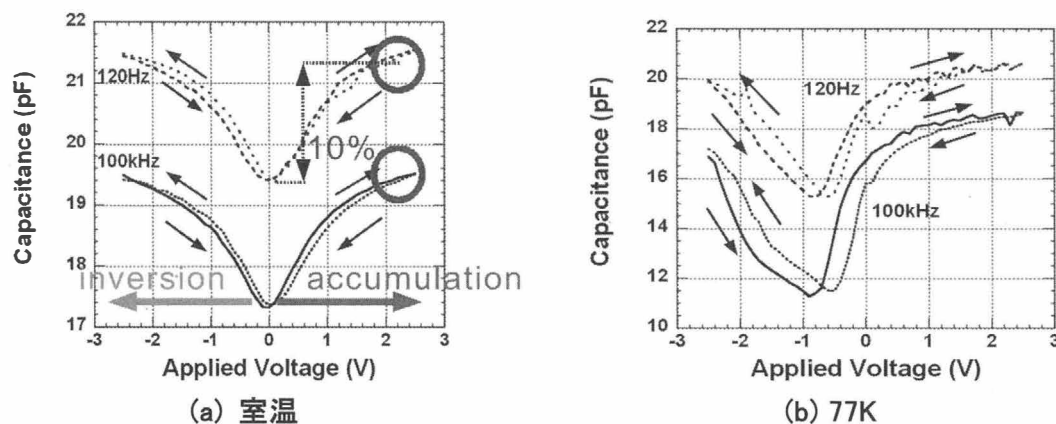 22
21
20
19
18
17
-3
-2
-1
0
1
2
3
Capacitance (pF)
Applied Voltage (V)
120Hz
100kHz
10%
inversion
accumulation
(a) 室温
22
20
18
16
14
12
10
-3
-2
-1
0
1
2
3
Capacitance (pF)
Applied Voltage (V)
120Hz
100kHz
(b) 77K